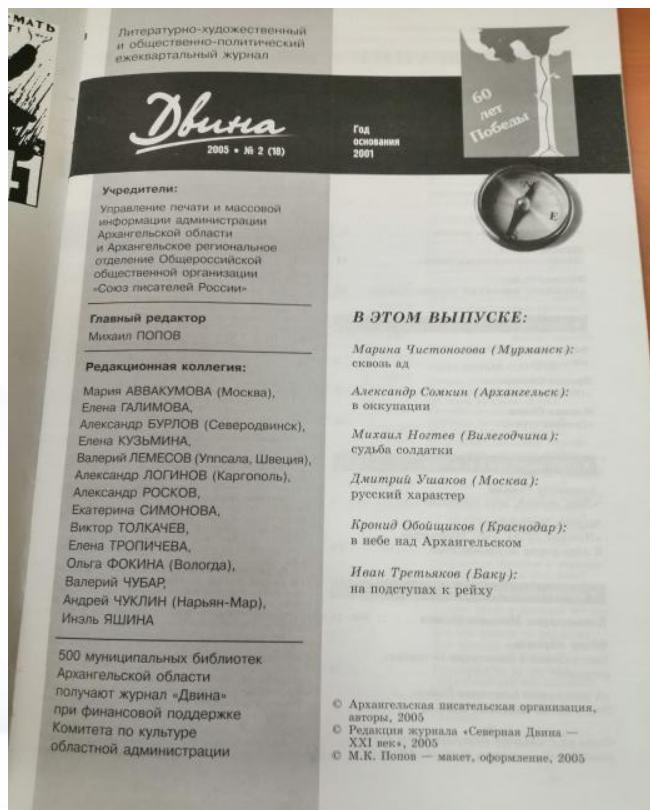 МАТЬ
Литературно-художественный
и общественно-политический
ежеквартальный журнал
Двина
2005 • № 2 (18)
Год
основания
2001
60
лет
Победы
E
Учредители:
Управление печати и массовой
информации администрации
Архангельской области
и Архангельское региональное
отделение Общероссийской
общественной организации
«Союз писателей России»
Главный редактор
Михаил ПОПОВ
Редакционная коллегия:
Мария АВВАКУМОВА (Москва),
Елена ГАЛИМОВА,
Александр БУРЛОВ (Северодвинск),
Елена КУЗЬМИНА,
Валерий ЛЕМЕСОВ (Уппсала, Швеция),
Александр ЛОГИНОВ (Каргополь),
Александр РОСКОВ,
Екатерина СИМОНОВА,
Виктор ТОЛКАЧЕВ,
Елена ТРОПИЧЕВА,
Ольга ФОКИНА (Вологда),
Валерий ЧУБАР,
Андрей ЧУКЛИН (Нарьян-Мар),
Инэль ЯШИНА
500 муниципальных библиотек
Архангельской области
получают журнал «Двина»
при финансовой поддержке
Комитета по культуре
областной администрации
В ЭТОМ ВЫПУСКЕ:
Марина Чистоногова (Мурманск):
сквозь ад
Александр Сомкин (Архангельск):
в оккупации
Михаил Ногтев (Вилегодчина):
судьба солдатки
Дмитрий Ушаков (Москва):
русский характер
Кронид Обойщиков (Краснодар):
в небе над Архангельском
Иван Третьяков (Баку):
на подступах к рейху
© Архангельская писательская организация,
авторы, 2005
© Редакция журнала «Северная Двина —
XXI век», 2005
© М.К. Попов — макет, оформление, 2005